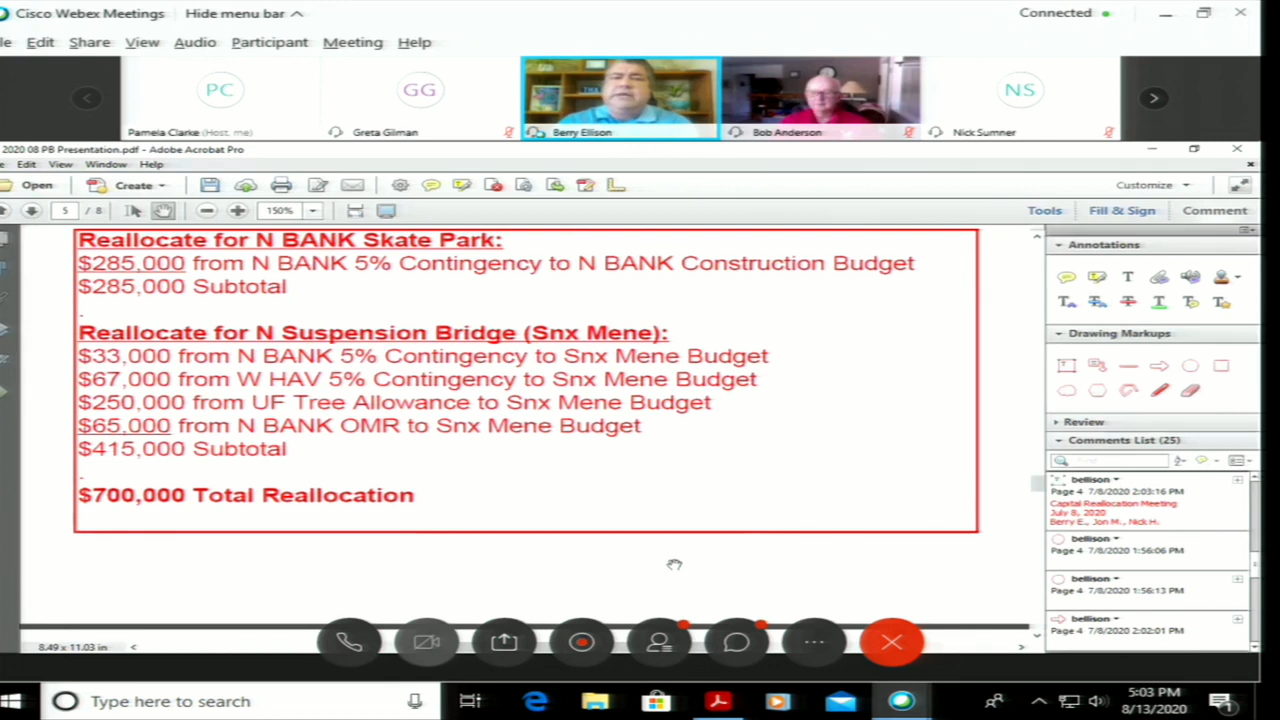 Cisco Webex Meetings Hide menu bar
Connected
Edit Share View Audio Participant Meeting Help
PC
GG
NS
Pamela Clarke (Host, me)
Greta Gilman
Berry Ellison
Bob Anderson
Nick Sumner
2020 08 PB Presentation.pdf - Adobe Acrobat Pro
Edit View Window Help
Open Create
Customize
5 / 8 150%
Tools Fill & Sign Comment
Reallocate for N BANK Skate Park:
$285,000 from N BANK 5% Contingency to N BANK Construction Budget
$285,000 Subtotal
.
Reallocate for N Suspension Bridge (Snx Mene):
$33,000 from N BANK 5% Contingency to Snx Mene Budget
$67,000 from W HAV 5% Contingency to Snx Mene Budget
$250,000 from UF Tree Allowance to Snx Mene Budget
$65,000 from N BANK OMR to Snx Mene Budget
$415,000 Subtotal
.
$700,000 Total Reallocation
Annotations
Drawing Markups
Review
Comments List (25)
bellison
Page 4 7/8/2020 2:03:16 PM
Capital Reallocation Meeting
July 8, 2020
Berry E., Jon M., Nick H.
bellison
Page 4 7/8/2020 1:56:06 PM
bellison
Page 4 7/8/2020 1:56:13 PM
bellison
Page 4 7/8/2020 2:02:01 PM
8.49 x 11.03 in
Type here to search
5:03 PM
8/13/2020
1